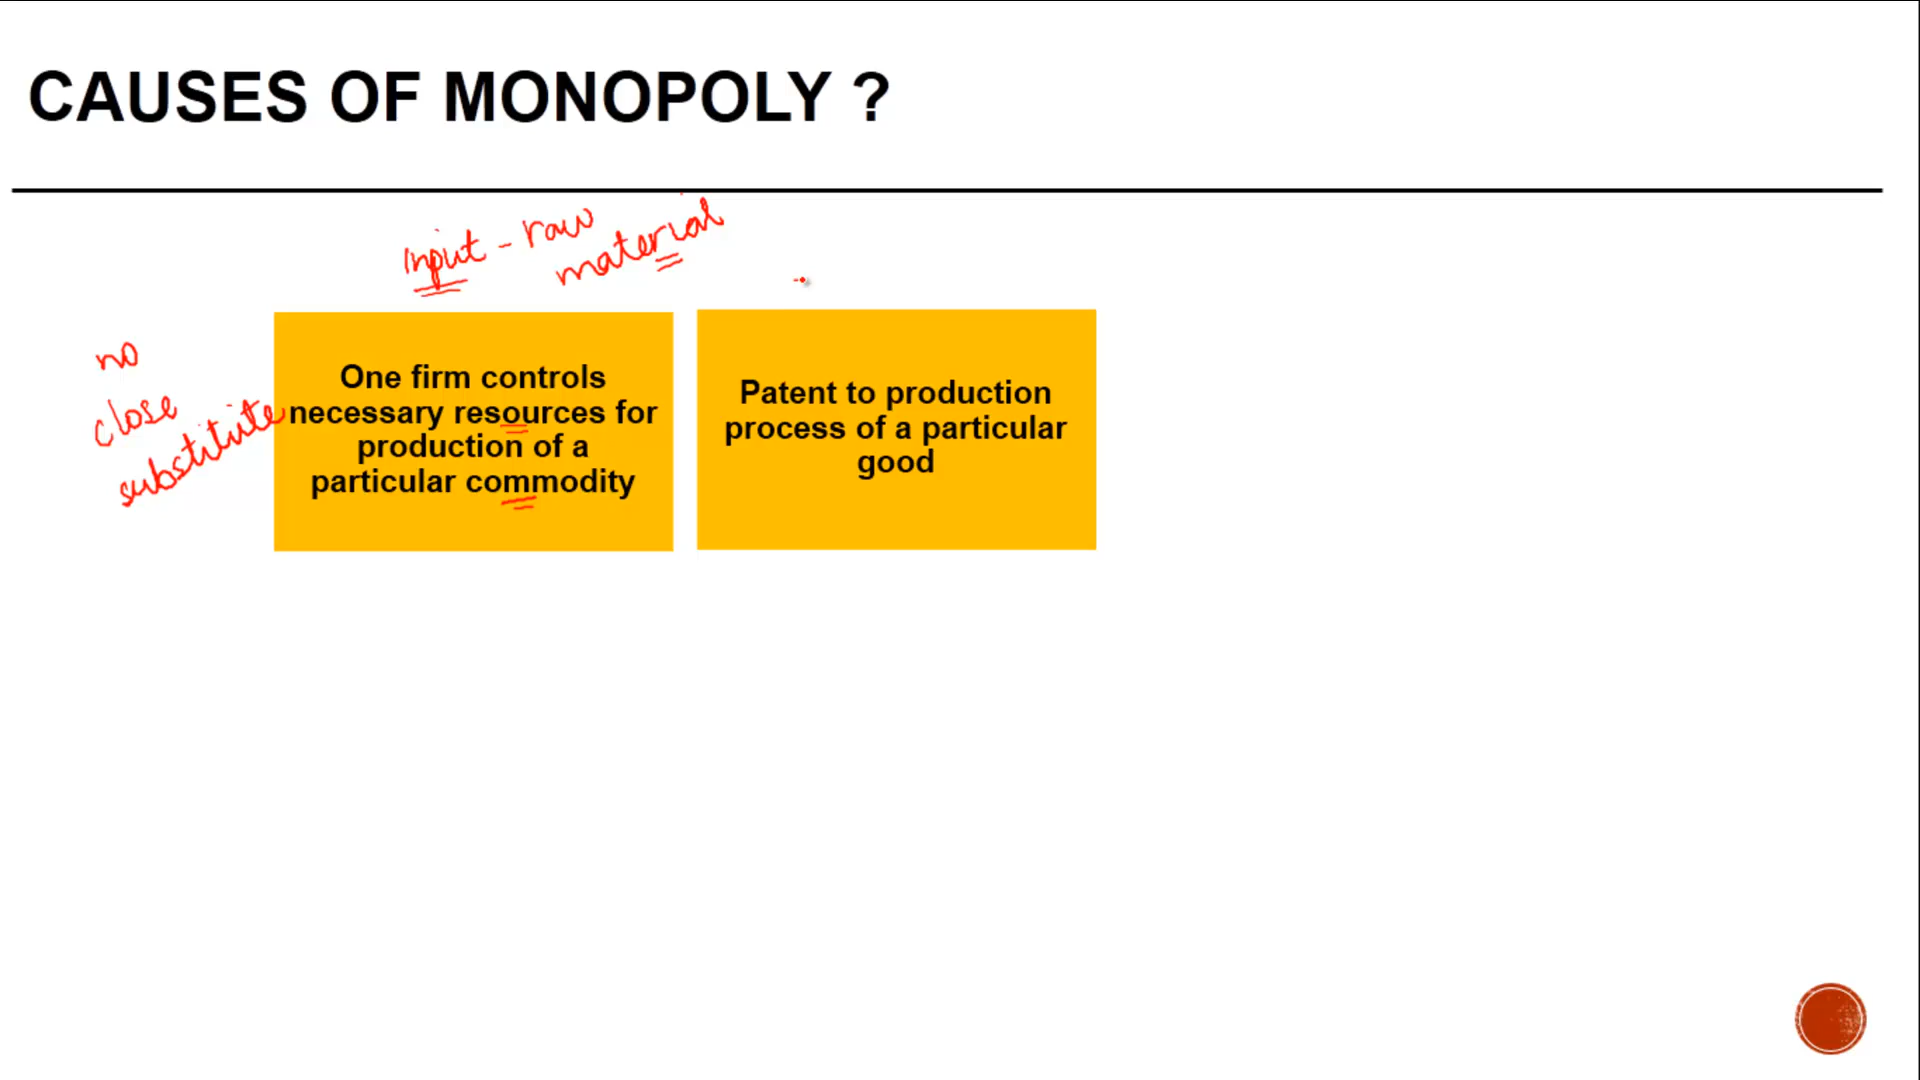 CAUSES OF MONOPOLY ?
input - raw
material
no
close
substitute
One firm controls
necessary resources for
production of a
particular commodity
Patent to production
process of a particular
good